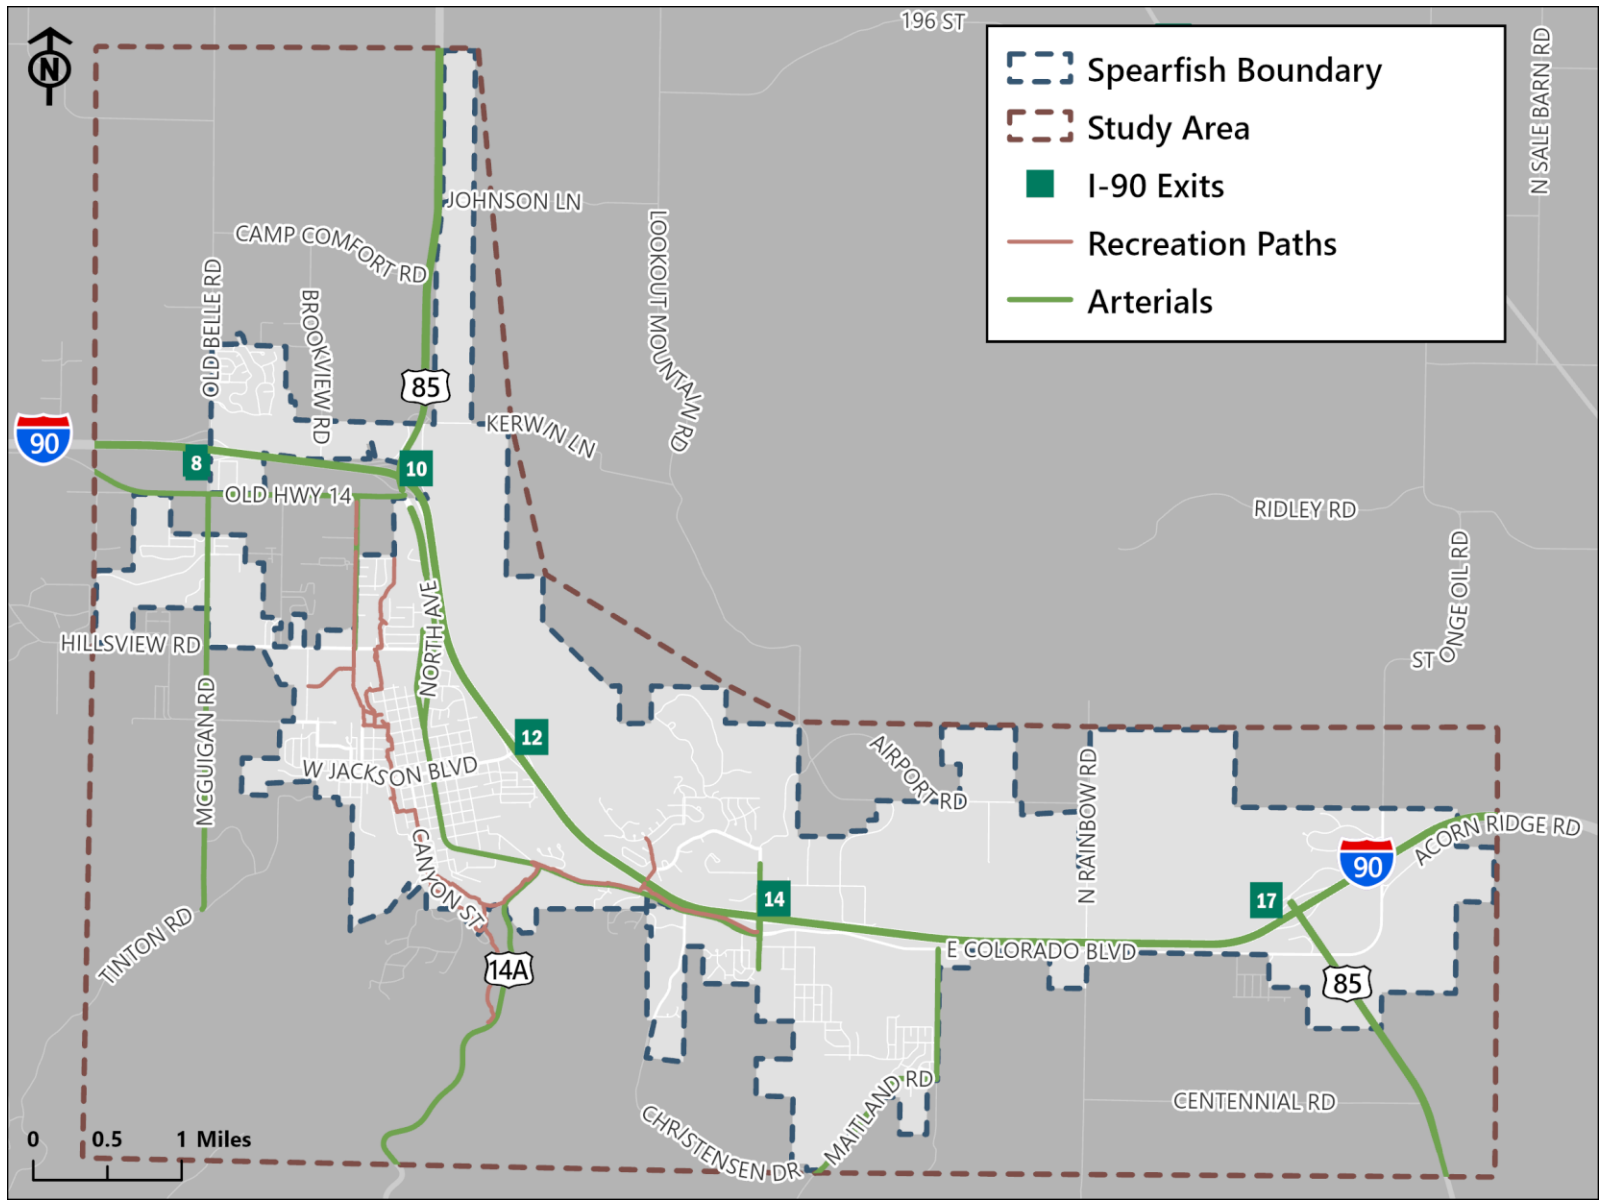 N
196 ST
N SALE BARN RD
Spearfish Boundary
Study Area
I-90 Exits
Recreation Paths
Arterials
JOHNSON LN
CAMP COMFORT RD
LOOKOUT MOUNTAIN RD
OLD BELLE RD
BROOKVIEW RD
85
KERWIN LN
90
8
10
OLD HWY 14
RIDLEY RD
ST ONGE OIL RD
NORTH AVE
HILLSVIEW RD
MCGUIGAN RD
12
W JACKSON BLVD
AIRPORT RD
N RAINBOW RD
ACORN RIDGE RD
90
CANYON ST
14
17
TINTON RD
E COLORADO BLVD
14A
85
MAITLAND RD
CENTENNIAL RD
CHRISTENSEN DR
0 0.5 1 Miles